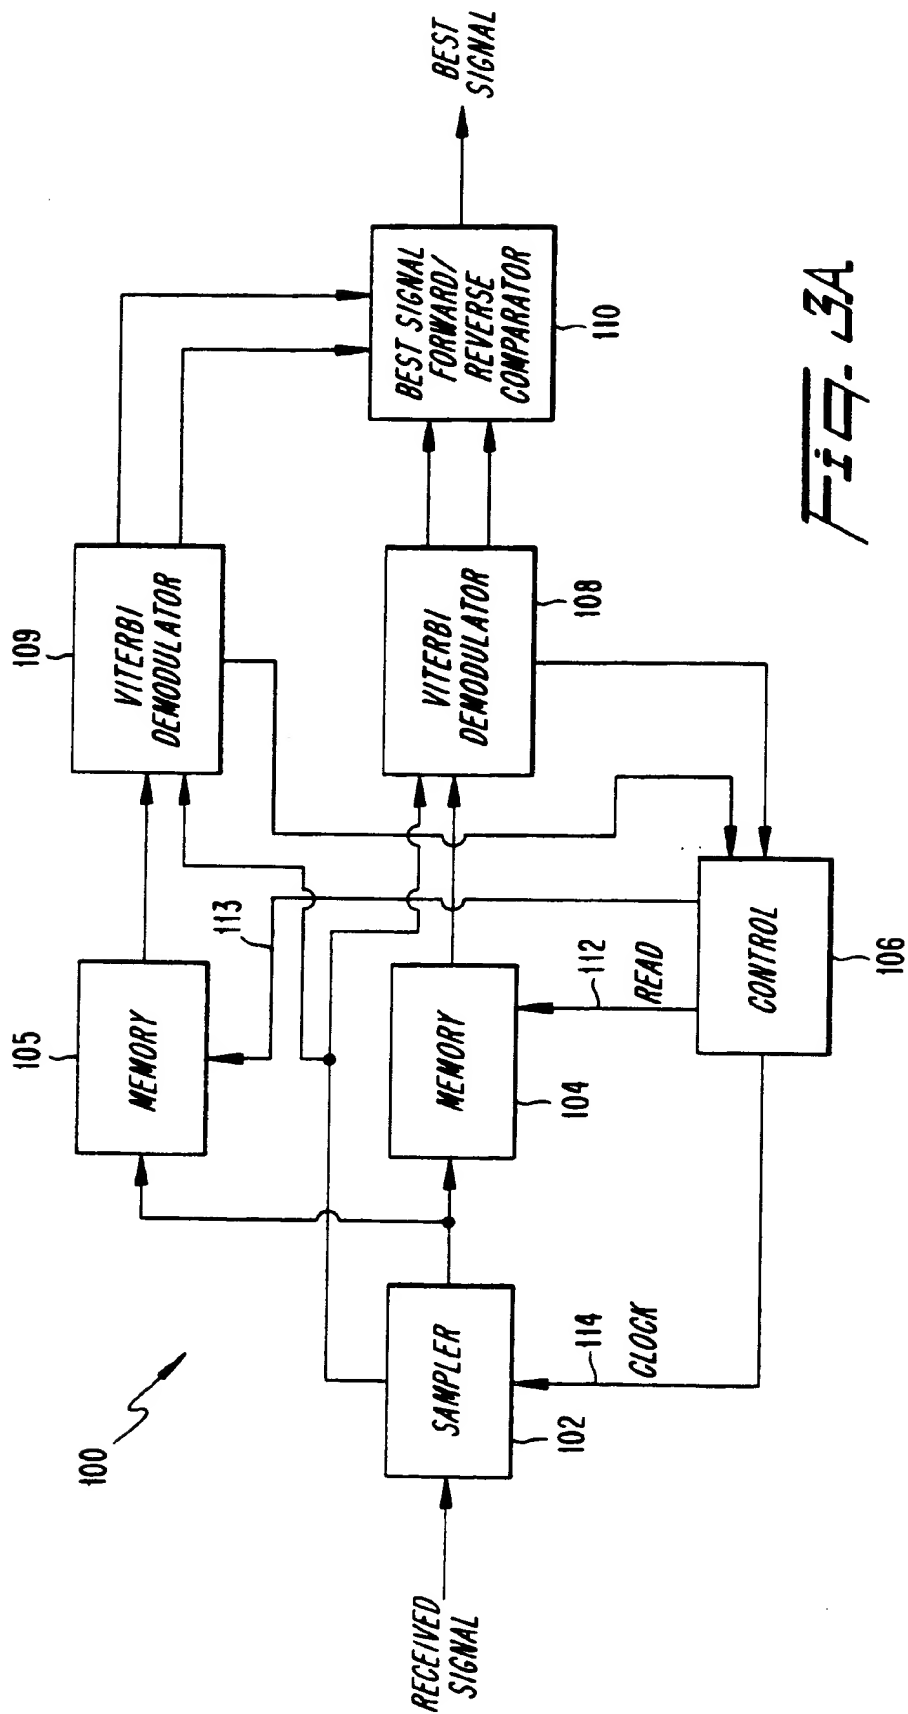 100
RECEIVED
SIGNAL
SAMPLER
102
114
CLOCK
105
MEMORY
113
MEMORY
104
112
READ
CONTROL
106
109
VITERBI
DEMODULATOR
VITERBI
DEMODULATOR
108
BEST SIGNAL
FORWARD/
REVERSE
COMPARATOR
110
BEST
SIGNAL
Fig. 3A